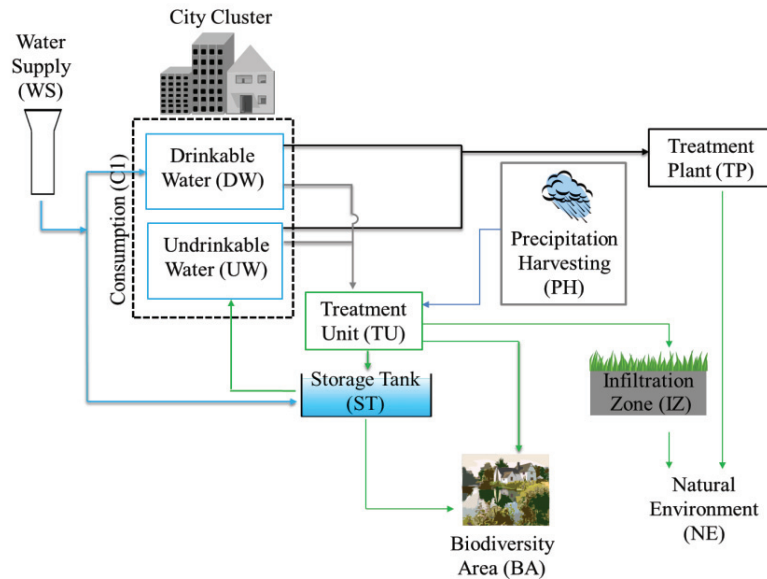 City Cluster
Water
Supply
(WS)
Consumption (C1)
Drinkable
Water (DW)
Undrinkable
Water (UW)
Treatment
Plant (TP)
Precipitation
Harvesting
(PH)
Treatment
Unit (TU)
Storage Tank
(ST)
Infiltration
Zone (IZ)
Natural
Environment
(NE)
Biodiversity
Area (BA)